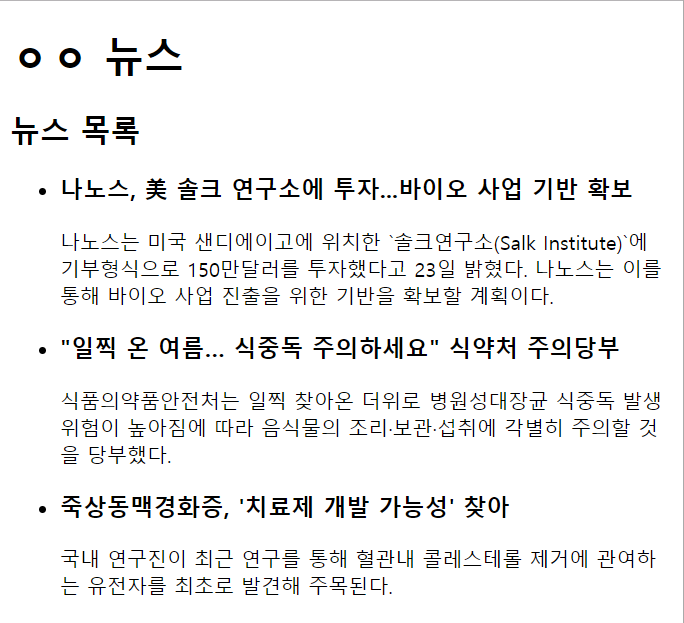 ㅇㅇ 뉴스
뉴스 목록
나노스, 美 솔크 연구소에 투자...바이오 사업 기반 확보
나노스는 미국 샌디에이고에 위치한 `솔크연구소(Salk Institute)`에
기부형식으로 150만달러를 투자했다고 23일 밝혔다. 나노스는 이를
통해 바이오 사업 진출을 위한 기반을 확보할 계획이다.
"일찍 온 여름... 식중독 주의하세요" 식약처 주의당부
식품의약품안전처는 일찍 찾아온 더위로 병원성대장균 식중독 발생
위험이 높아짐에 따라 음식물의 조리·보관·섭취에 각별히 주의할 것
을 당부했다.
죽상동맥경화증, '치료제 개발 가능성' 찾아
국내 연구진이 최근 연구를 통해 혈관내 콜레스테롤 제거에 관여하
는 유전자를 최초로 발견해 주목된다.